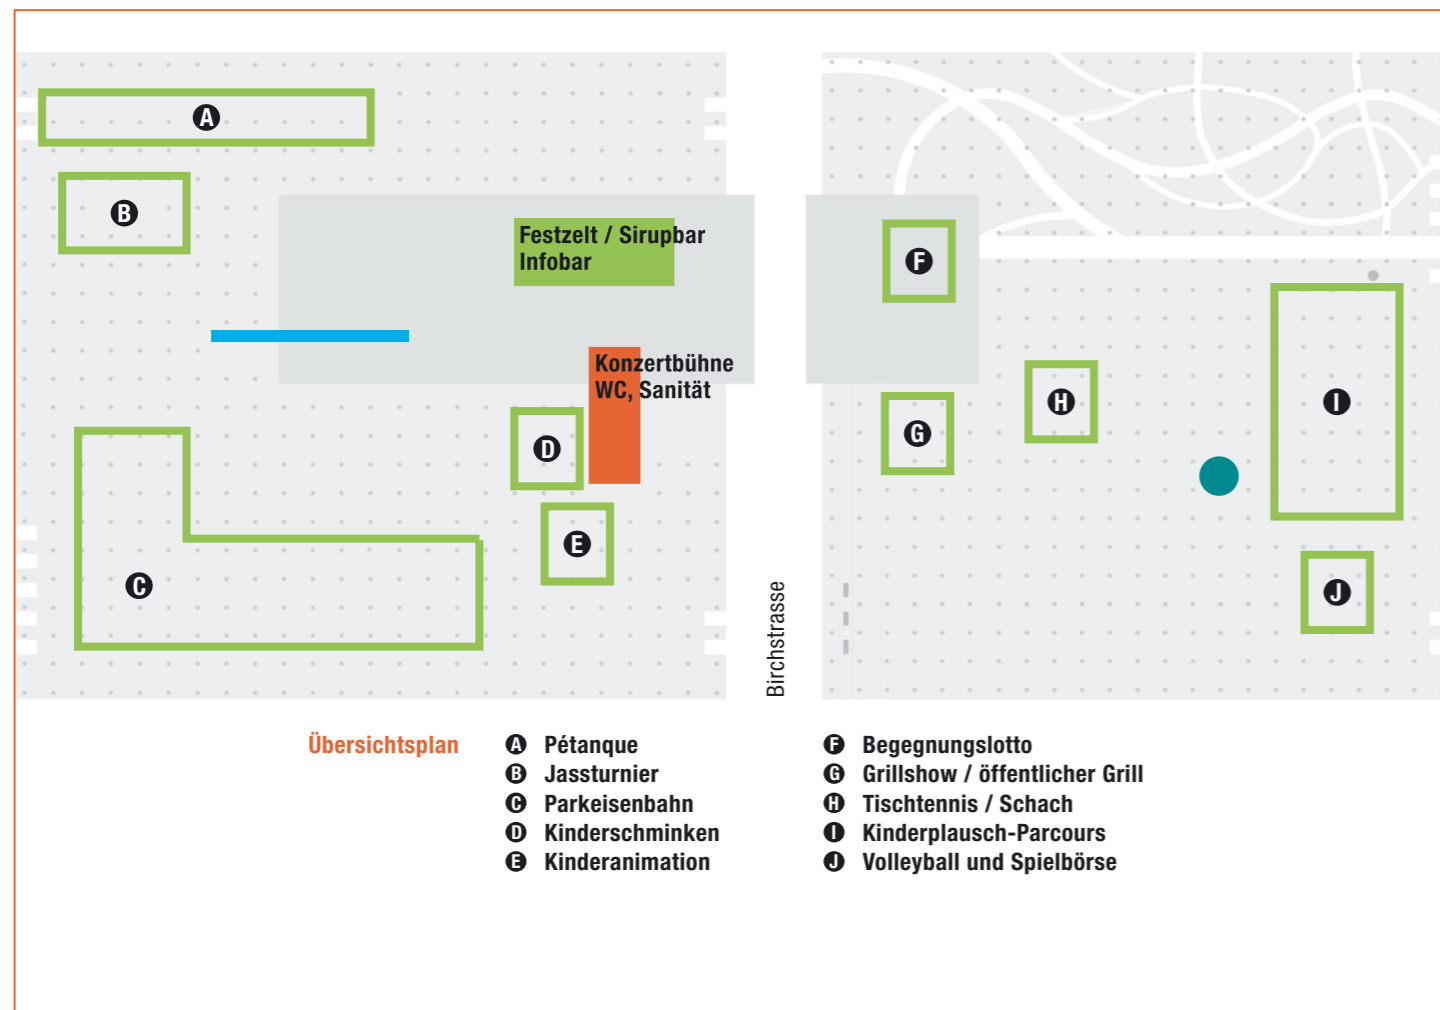 A
B
Festzelt / Sirupbar
Infobar
F
Konzertbühne
WC, Sanität
H
I
G
D
E
C
J
Birchstrasse
Übersichtsplan
A Pétanque
B Jassturnier
C Parkeisenbahn
D Kinderschminken
E Kinderanimation
F Begegnungslotto
G Grillshow / öffentlicher Grill
H Tischtennis / Schach
I Kinderplausch-Parcours
J Volleyball und Spielbörse